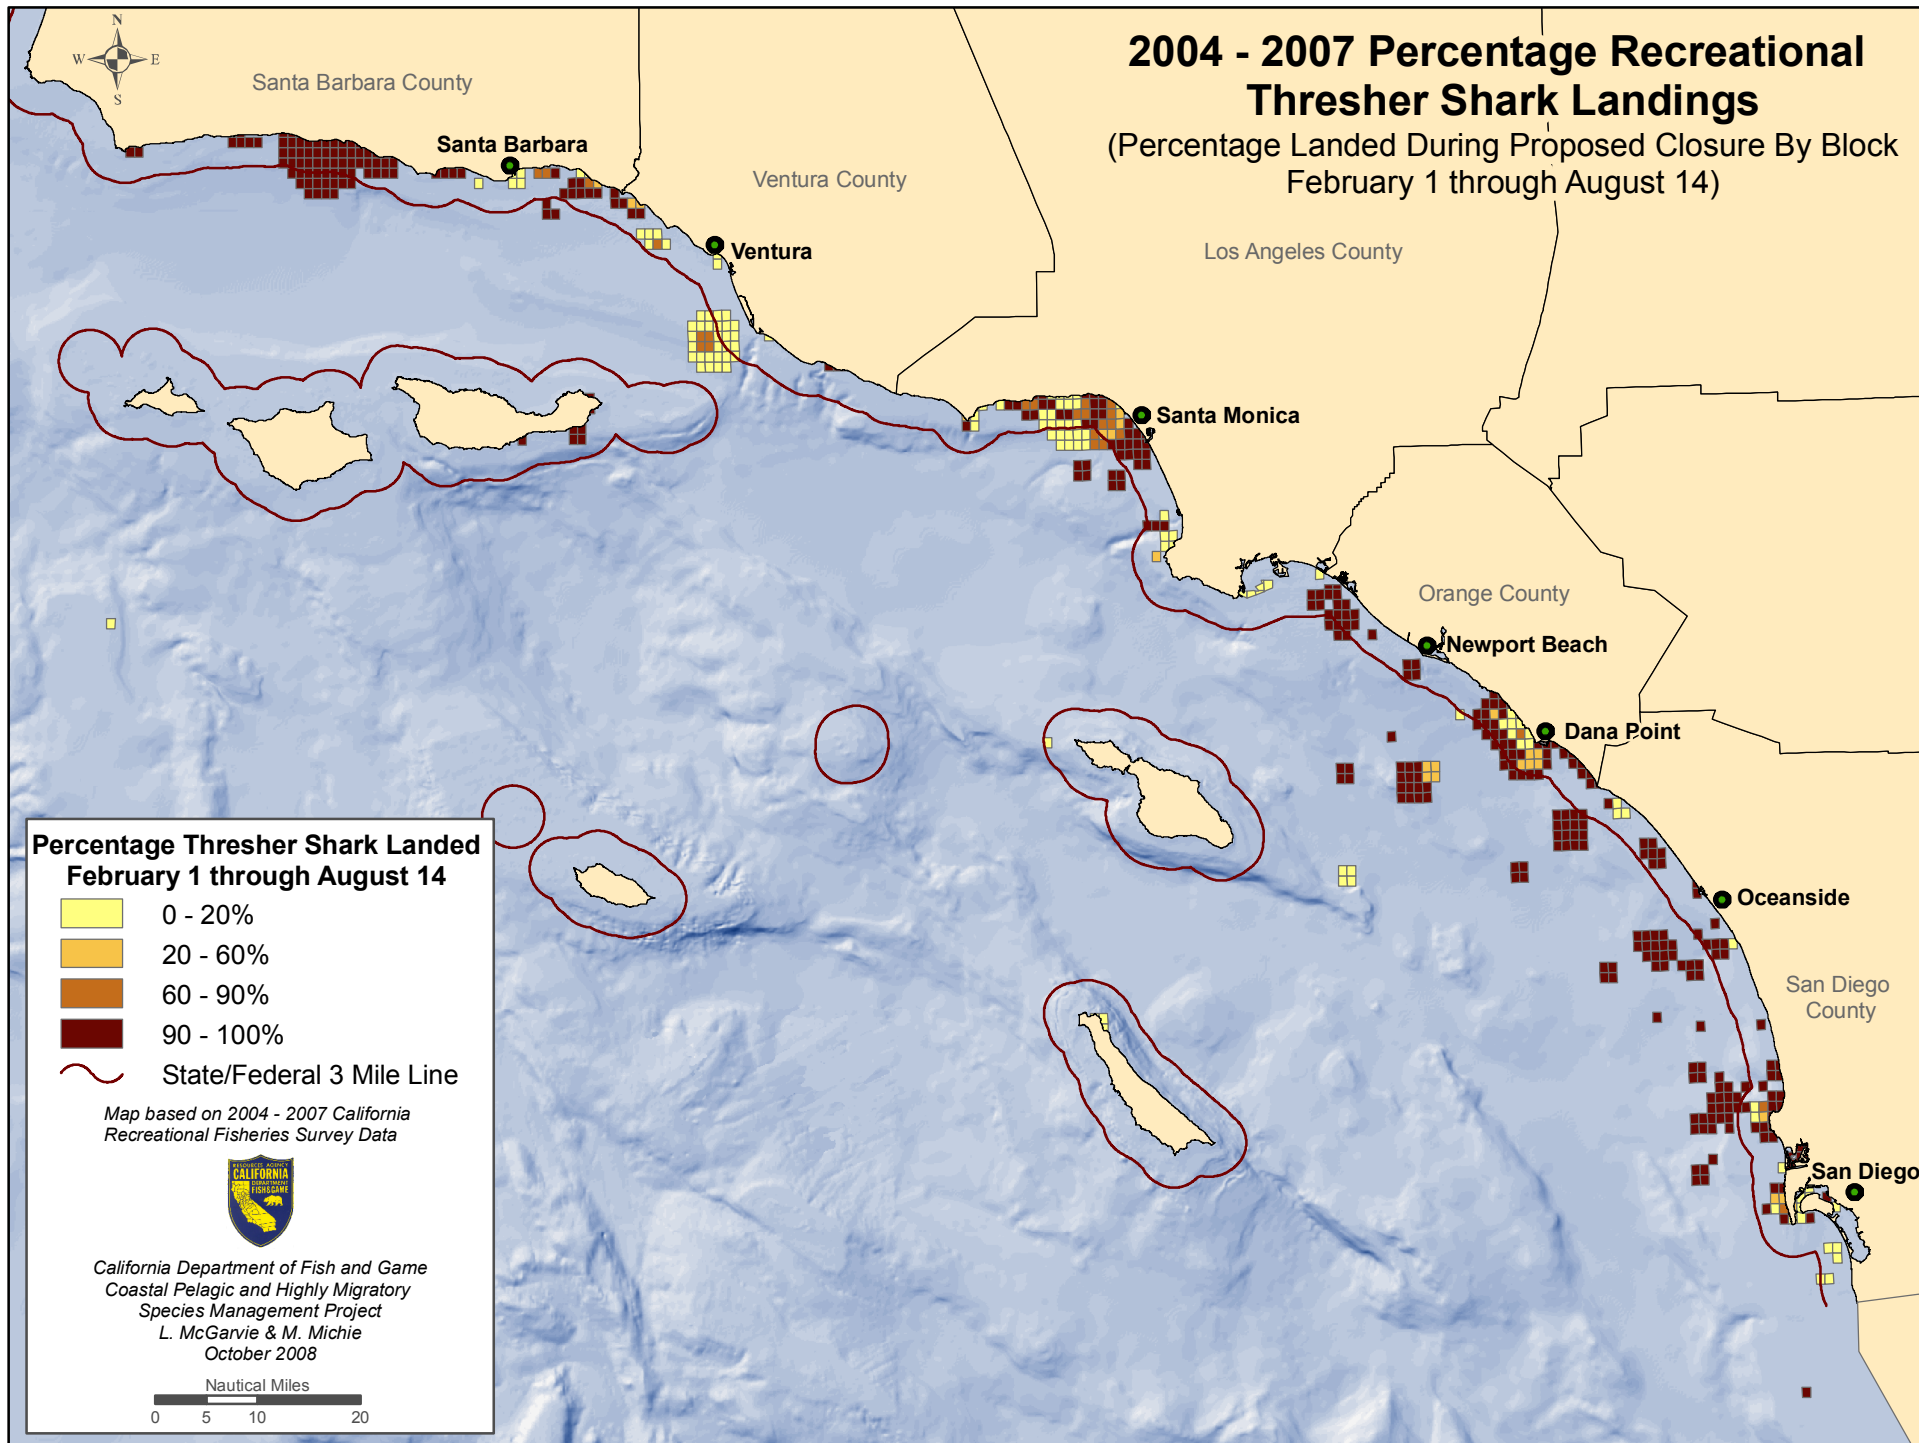 2004 - 2007 Percentage Recreational
Thresher Shark Landings
(Percentage Landed During Proposed Closure By Block
February 1 through August 14)
N
W
E
S
Santa Barbara County
Santa Barbara
Ventura County
Ventura
Los Angeles County
Santa Monica
Orange County
Newport Beach
Dana Point
Oceanside
San Diego
County
San Diego
Percentage Thresher Shark Landed
February 1 through August 14
0 - 20%
20 - 60%
60 - 90%
90 - 100%
State/Federal 3 Mile Line
Map based on 2004 - 2007 California
Recreational Fisheries Survey Data
RESOURCES AGENCY
CALIFORNIA
DEPARTMENT
FISH&GAME
California Department of Fish and Game
Coastal Pelagic and Highly Migratory
Species Management Project
L. McGarvie & M. Michie
October 2008
Nautical Miles
0 5 10 20